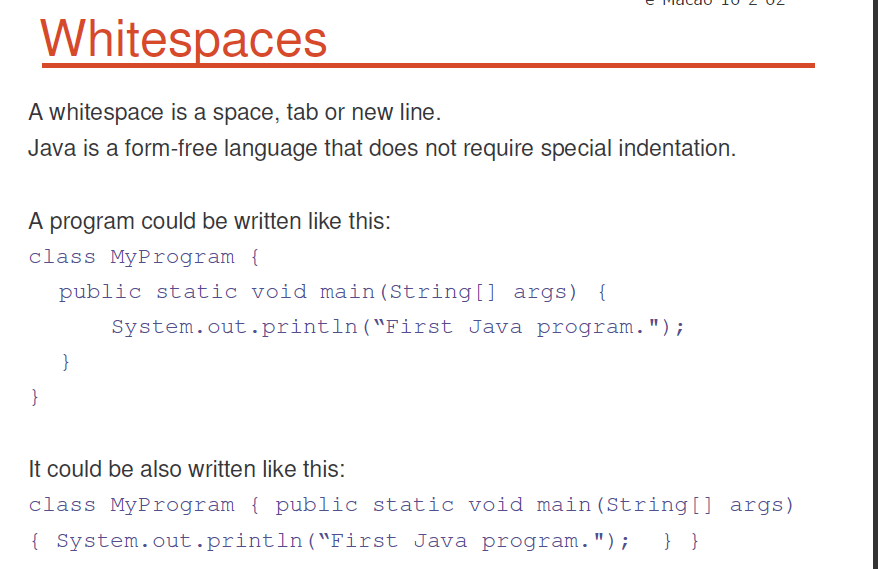 Whitespaces
A whitespace is a space, tab or new line.
Java is a form-free language that does not require special indentation.
A program could be written like this:
class MyProgram {
public static void main(String[] args) {
System.out.println(“First Java program.");
}
}
It could be also written like this:
class MyProgram { public static void main(String[] args)
{ System.out.println(“First Java program."); } }